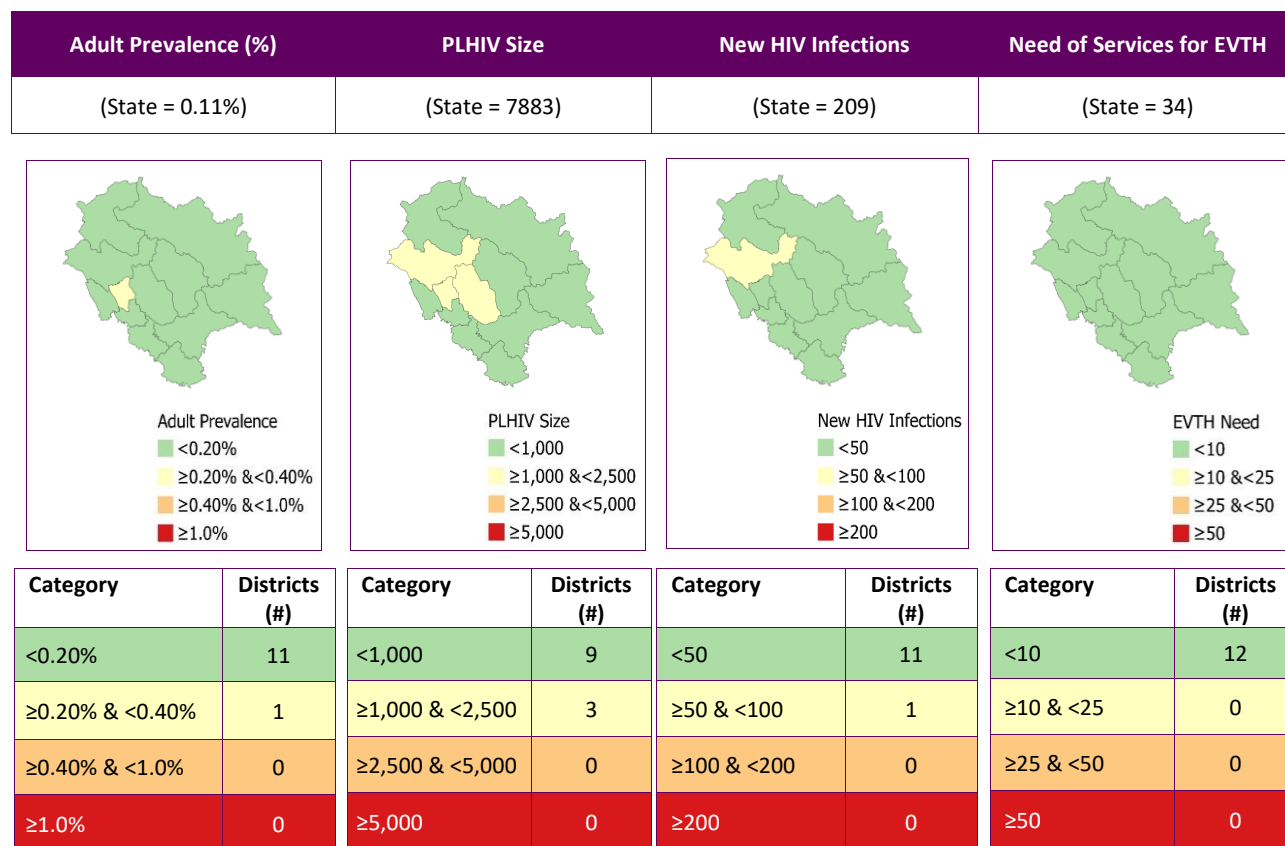 Adult Prevalence (%) PLHIV Size New HIV Infections Need of Services for EVTH
(State = 0.11%) (State = 7883) (State = 209) (State = 34)
Adult Prevalence
<0.20%
≥0.20% &<0.40%
≥0.40% &<1.0%
≥1.0%
PLHIV Size
<1,000
≥1,000 &<2,500
≥2,500 &<5,000
≥5,000
New HIV Infections
<50
≥50 &<100
≥100 &<200
≥200
EVTH Need
<10
≥10 &<25
≥25 &<50
≥50
Category Districts
(#)
<0.20% 11
≥0.20% & <0.40% 1
≥0.40% & <1.0% 0
≥1.0% 0
Category Districts
(#)
<1,000 9
≥1,000 & <2,500 3
≥2,500 & <5,000 0
≥5,000 0
Category Districts
(#)
<50 11
≥50 & <100 1
≥100 & <200 0
≥200 0
Category Districts
(#)
<10 12
≥10 & <25 0
≥25 & <50 0
≥50 0